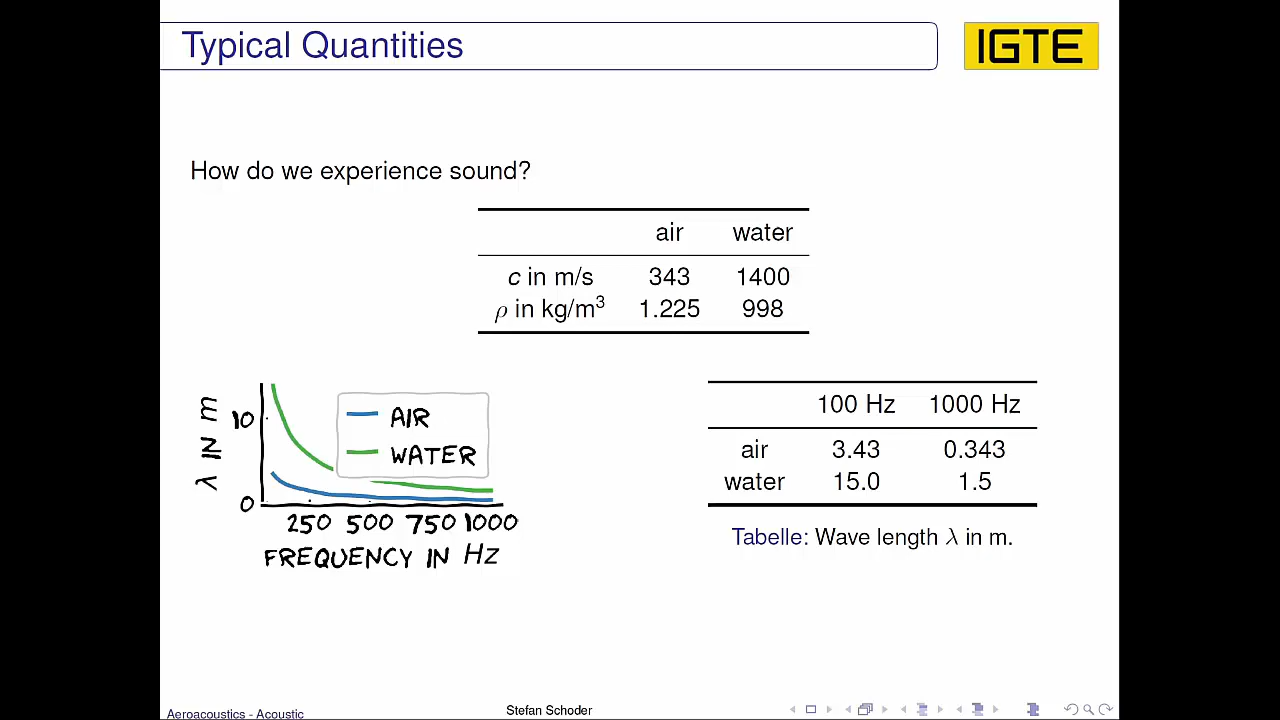 Typical Quantities
IGTE
How do we experience sound?
air water
c in m/s 343 1400
ρ in kg/m³ 1.225 998
λ IN m
10
0
AIR
WATER
250 500 750 1000
FREQUENCY IN Hz
100 Hz 1000 Hz
air 3.43 0.343
water 15.0 1.5
Tabelle: Wave length λ in m.
Aeroacoustics - Acoustic
Stefan Schoder